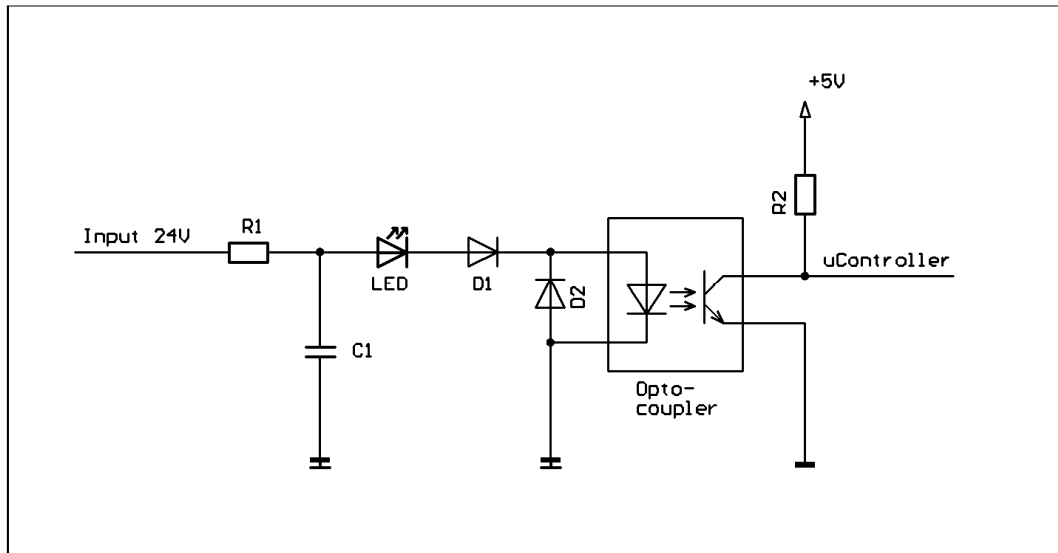 +5V
R2
Input 24V
R1
uController
LED
D1
D2
C1
Opto-
coupler